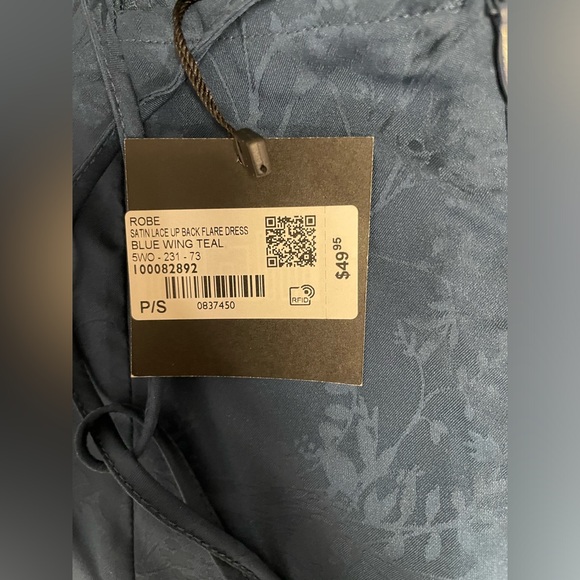 ROBE
SATIN LACE UP BACK FLARE DRESS
BLUE WING TEAL
5WO - 231 - 73
100082892
P/S
0837450
RFID
$49.95